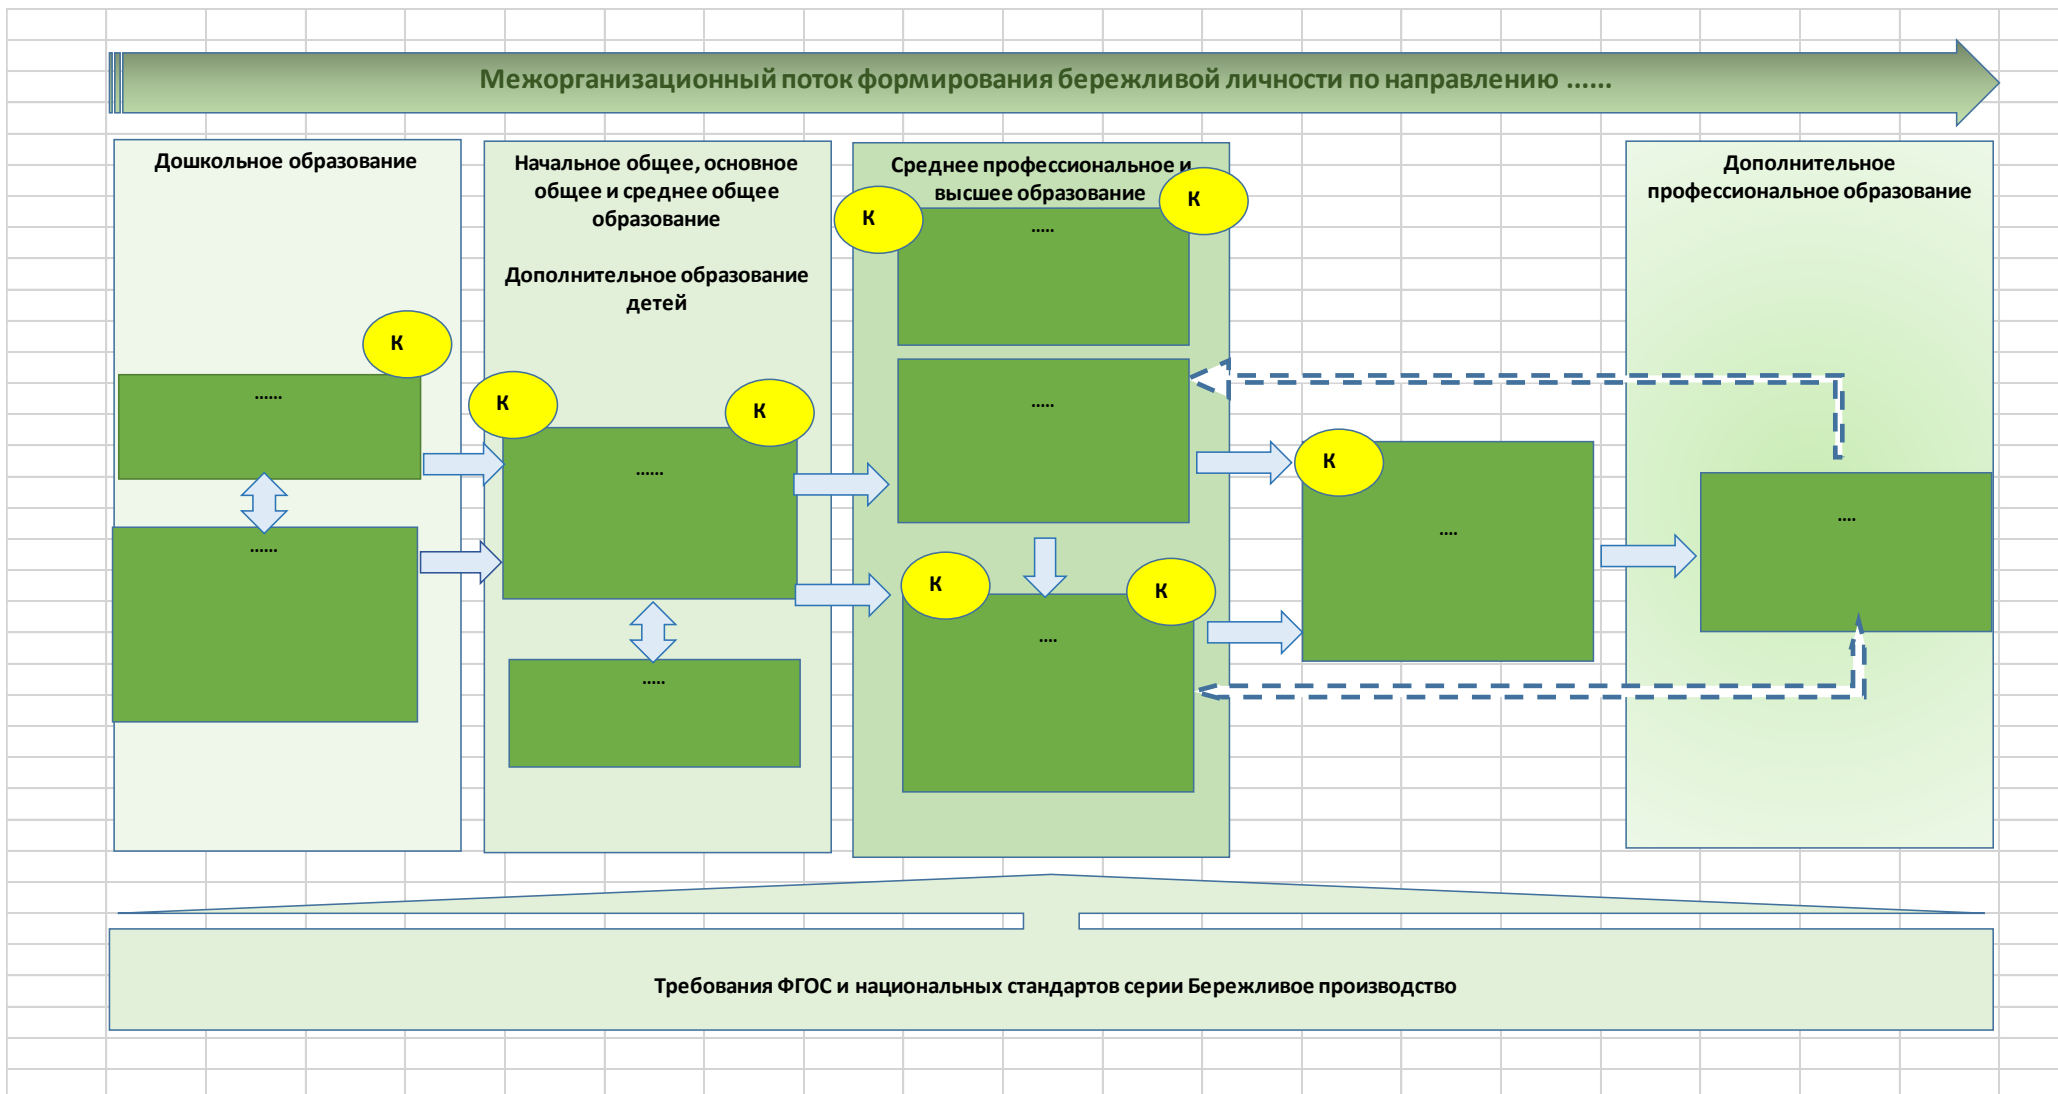 Межорганизационный поток формирования бережливой личности по направлению ......
Дошкольное образование
К
......
......
Начальное общее, основное
общее и среднее общее
образование
Дополнительное образование
детей
К
К
......
.....
Среднее профессиональное и
высшее образование
К
К
.....
.....
К
К
....
К
....
Дополнительное
профессиональное образование
....
Требования ФГОС и национальных стандартов серии Бережливое производство